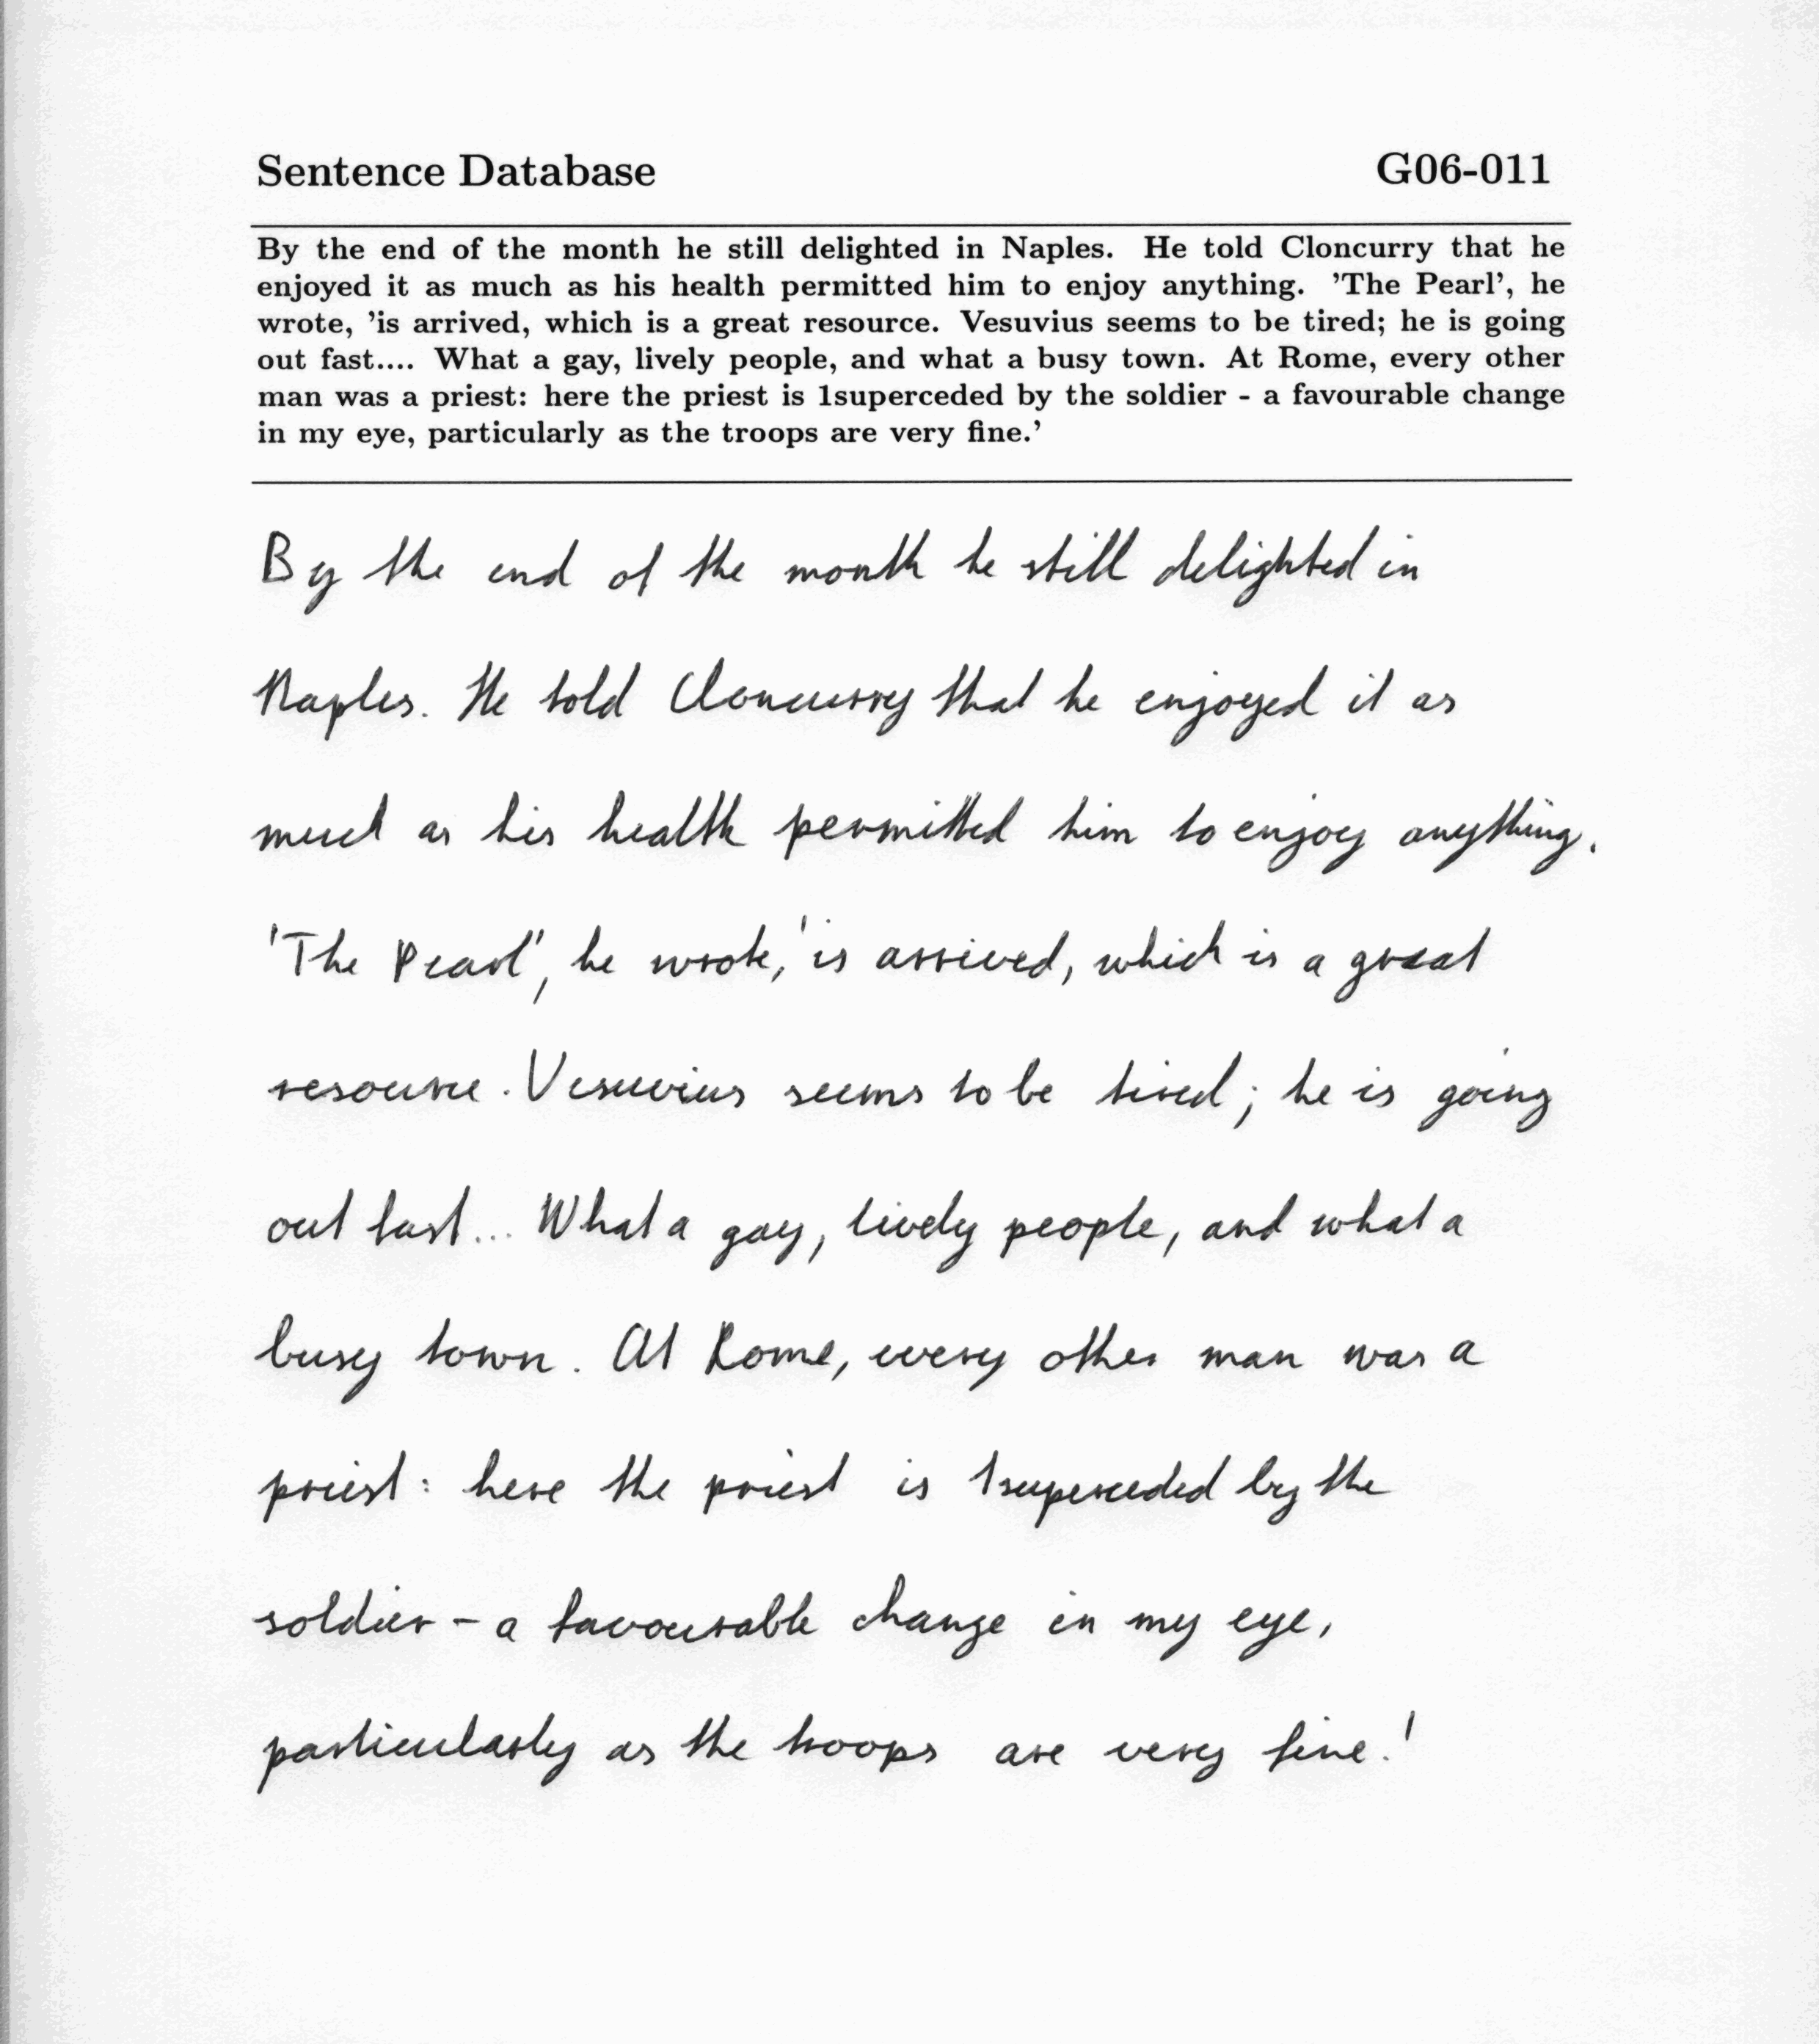 Sentence Database G06-011
By the end of the month he still delighted in Naples. He told Cloncurry that he
enjoyed it as much as his health permitted him to enjoy anything. 'The Pearl', he
wrote, 'is arrived, which is a great resource. Vesuvius seems to be tired; he is going
out fast.... What a gay, lively people, and what a busy town. At Rome, every other
man was a priest: here the priest is 1superceded by the soldier - a favourable change
in my eye, particularly as the troops are very fine.'
By the end of the month he still delighted in
Naples. He told Cloncurry that he enjoyed it as
much as his health permitted him to enjoy anything.
'The Pearl', he wrote, 'is arrived, which is a great
resource. Vesuvius seems to be tired; he is going
out fast... What a gay, lively people, and what a
busy town. At Rome, every other man was a
priest: here the priest is 1superceded by the
soldier - a favourable change in my eye,
particularly as the troops are very fine.'